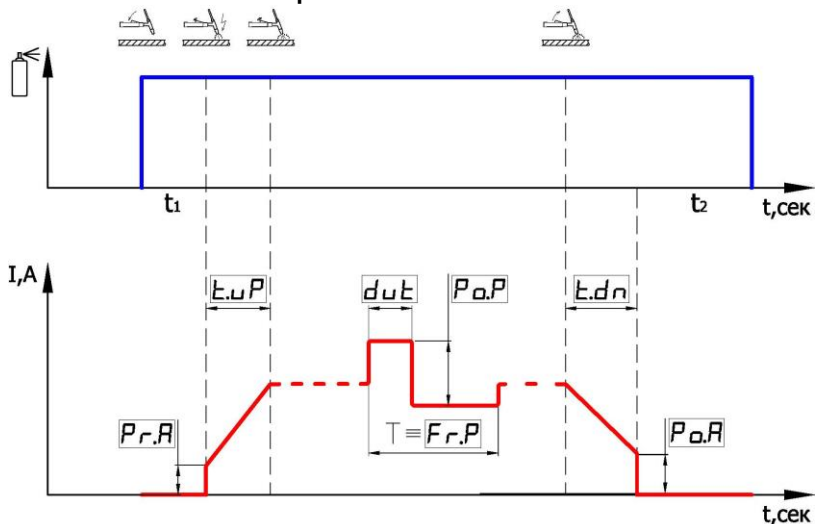 t₁
t₂
t,сек
I,A
t.uP
dut
Po.P
t.dn
Pr.A
T ≡ Fr.P
Po.A
t,сек